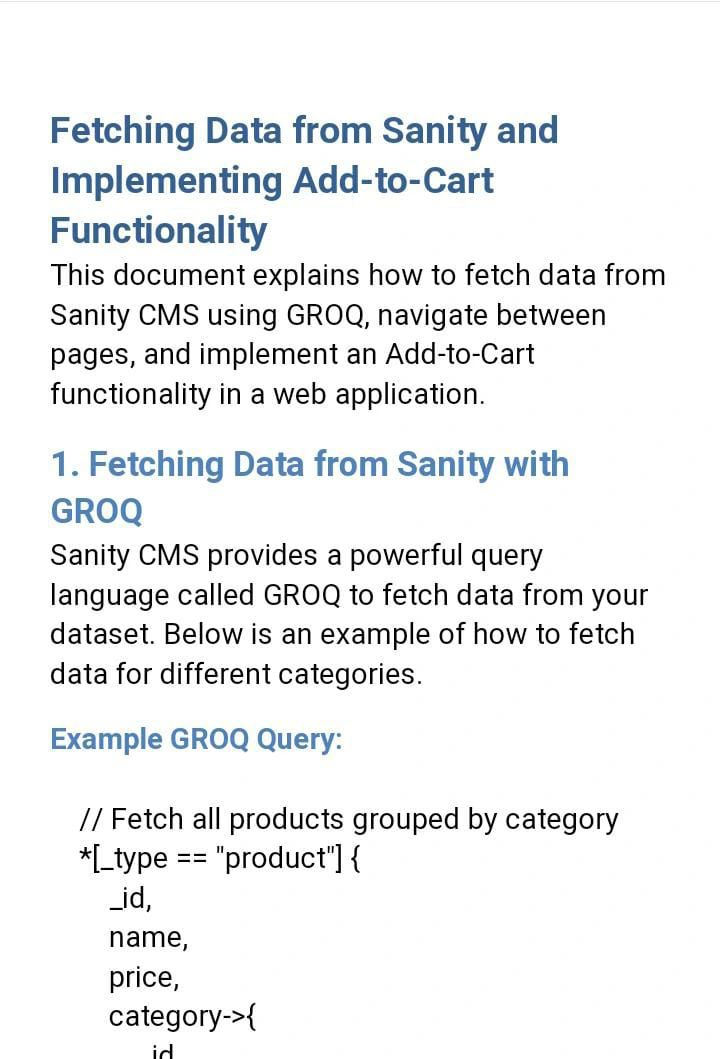 Fetching Data from Sanity and
Implementing Add-to-Cart
Functionality
This document explains how to fetch data from
Sanity CMS using GROQ, navigate between
pages, and implement an Add-to-Cart
functionality in a web application.
1. Fetching Data from Sanity with
GROQ
Sanity CMS provides a powerful query
language called GROQ to fetch data from your
dataset. Below is an example of how to fetch
data for different categories.
Example GROQ Query:
// Fetch all products grouped by category
*[_type == "product"] {
_id,
name,
price,
category->{